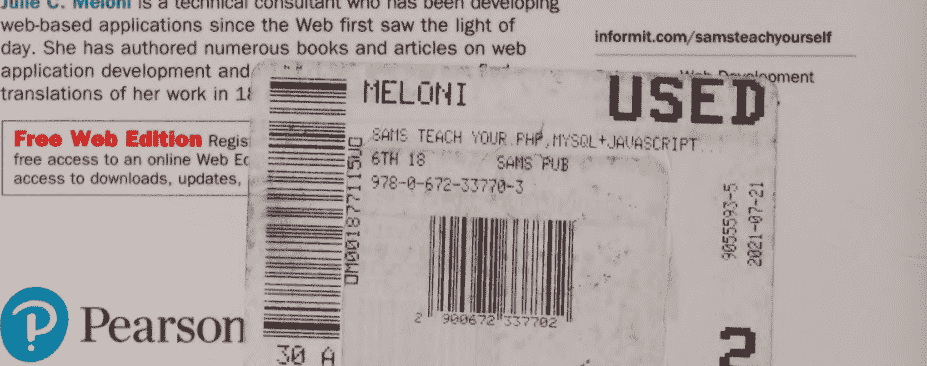 Julie C. Meloni is a technical consultant who has been developing
web-based applications since the Web first saw the light of
day. She has authored numerous books and articles on web
application development and
translations of her work in 18
informit.com/samsteachyourself
Web Development
Free Web Edition Regis
free access to an online Web Ed
access to downloads, updates,
Pearson
MELONI
USED
SAMS TEACH YOUR PHP,MYSQL+JAVASCRIPT
6TH 18 SAMS PUB
978-0-672-33770-3
2 900672 337702
OM001877115UO
30 A
9055593-5
2021-07-21
2